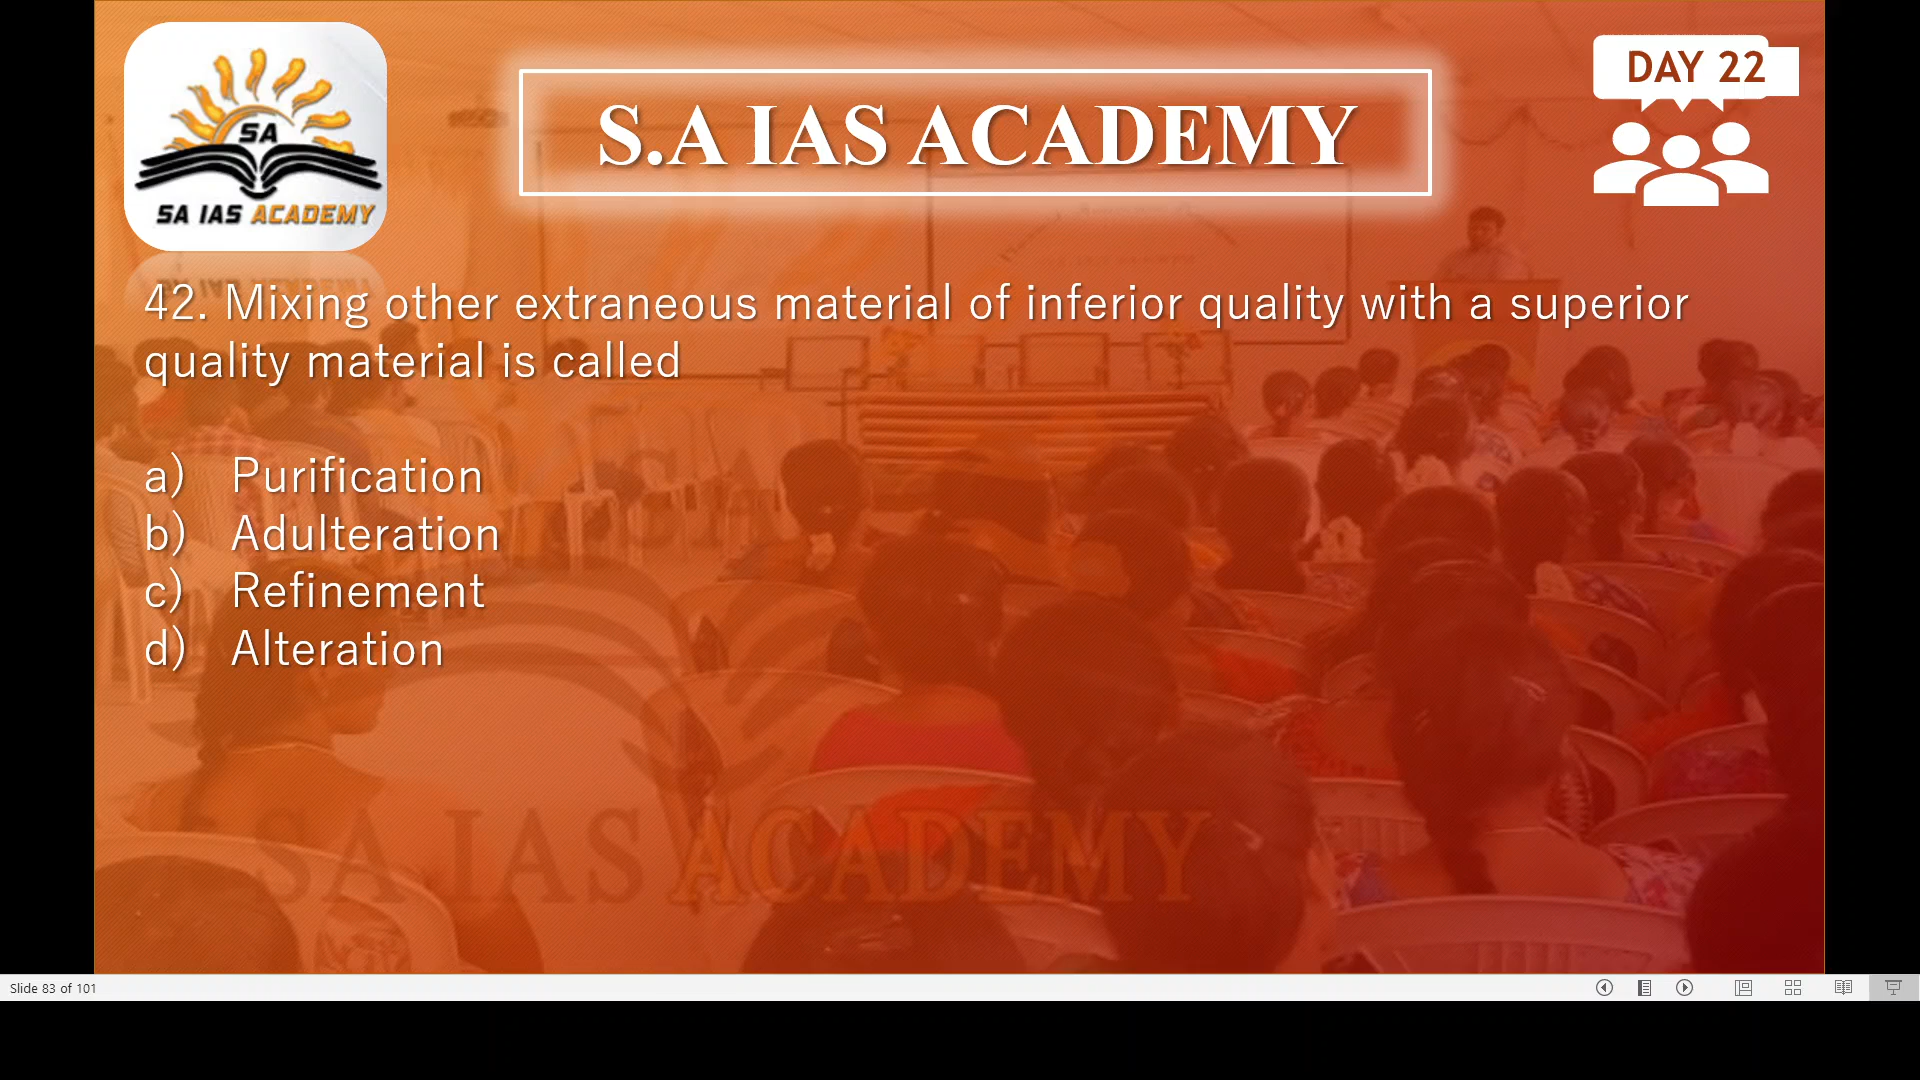 SA
SA IAS ACADEMY
S.A IAS ACADEMY
DAY 22
42. Mixing other extraneous material of inferior quality with a superior
quality material is called
a) Purification
b) Adulteration
c) Refinement
d) Alteration
SA IAS ACADEMY
Slide 83 of 101